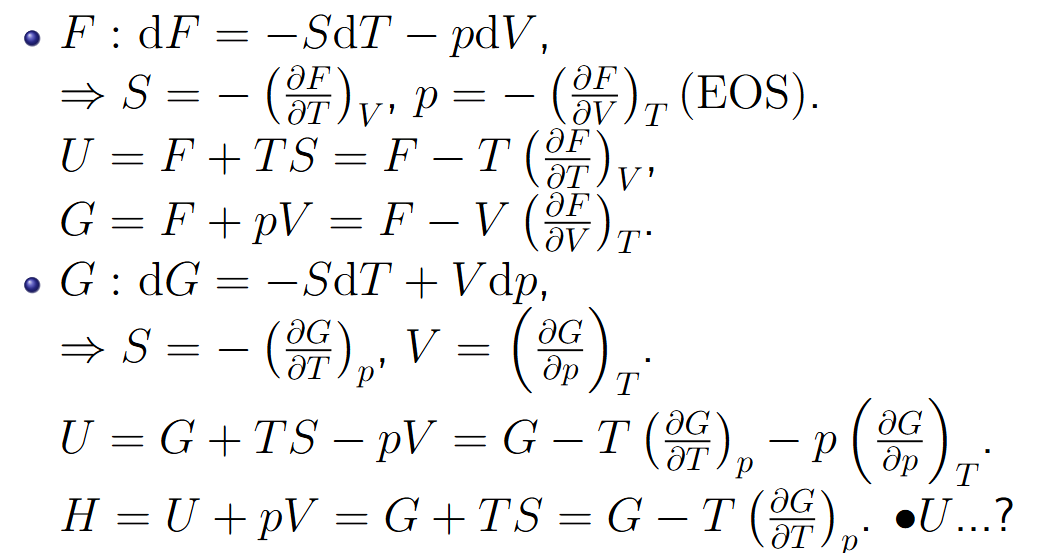 • F : dF = −SdT − pdV,
⇒ S = −(∂F/∂T)_V, p = −(∂F/∂V)_T (EOS).
U = F + TS = F − T(∂F/∂T)_V,
G = F + pV = F − V(∂F/∂V)_T.
• G : dG = −SdT + Vdp,
⇒ S = −(∂G/∂T)_p, V = (∂G/∂p)_T.
U = G + TS − pV = G − T(∂G/∂T)_p − p(∂G/∂p)_T.
H = U + pV = G + TS = G − T(∂G/∂T)_p. •U...?